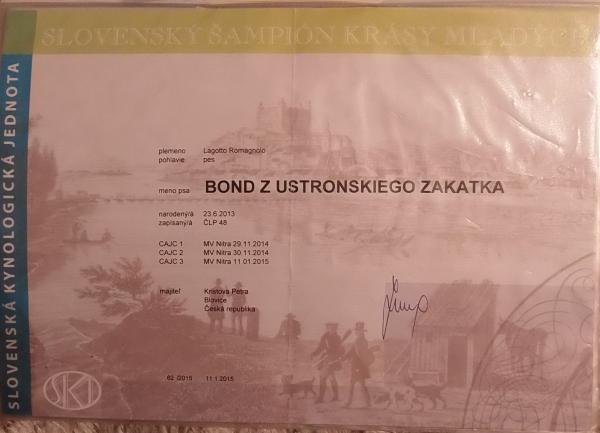 SLOVENSKÝ ŠAMPIÓN KRÁSY MLADÝCH
SLOVENSKÁ KYNOLOGICKÁ JEDNOTA
plemeno Lagotto Romagnolo
pohlavie pes
meno psa BOND Z USTRONSKIEGO ZAKATKA
narodený/á 23.6.2013
zapísaný/á ČLP 48
CAJC 1 MV Nitra 29.11.2014
CAJC 2 MV Nitra 30.11.2014
CAJC 3 MV Nitra 11.01.2015
majiteľ Kristová Petra
Blovice
Česká republika
62 /2015 11.1.2015
SKJ